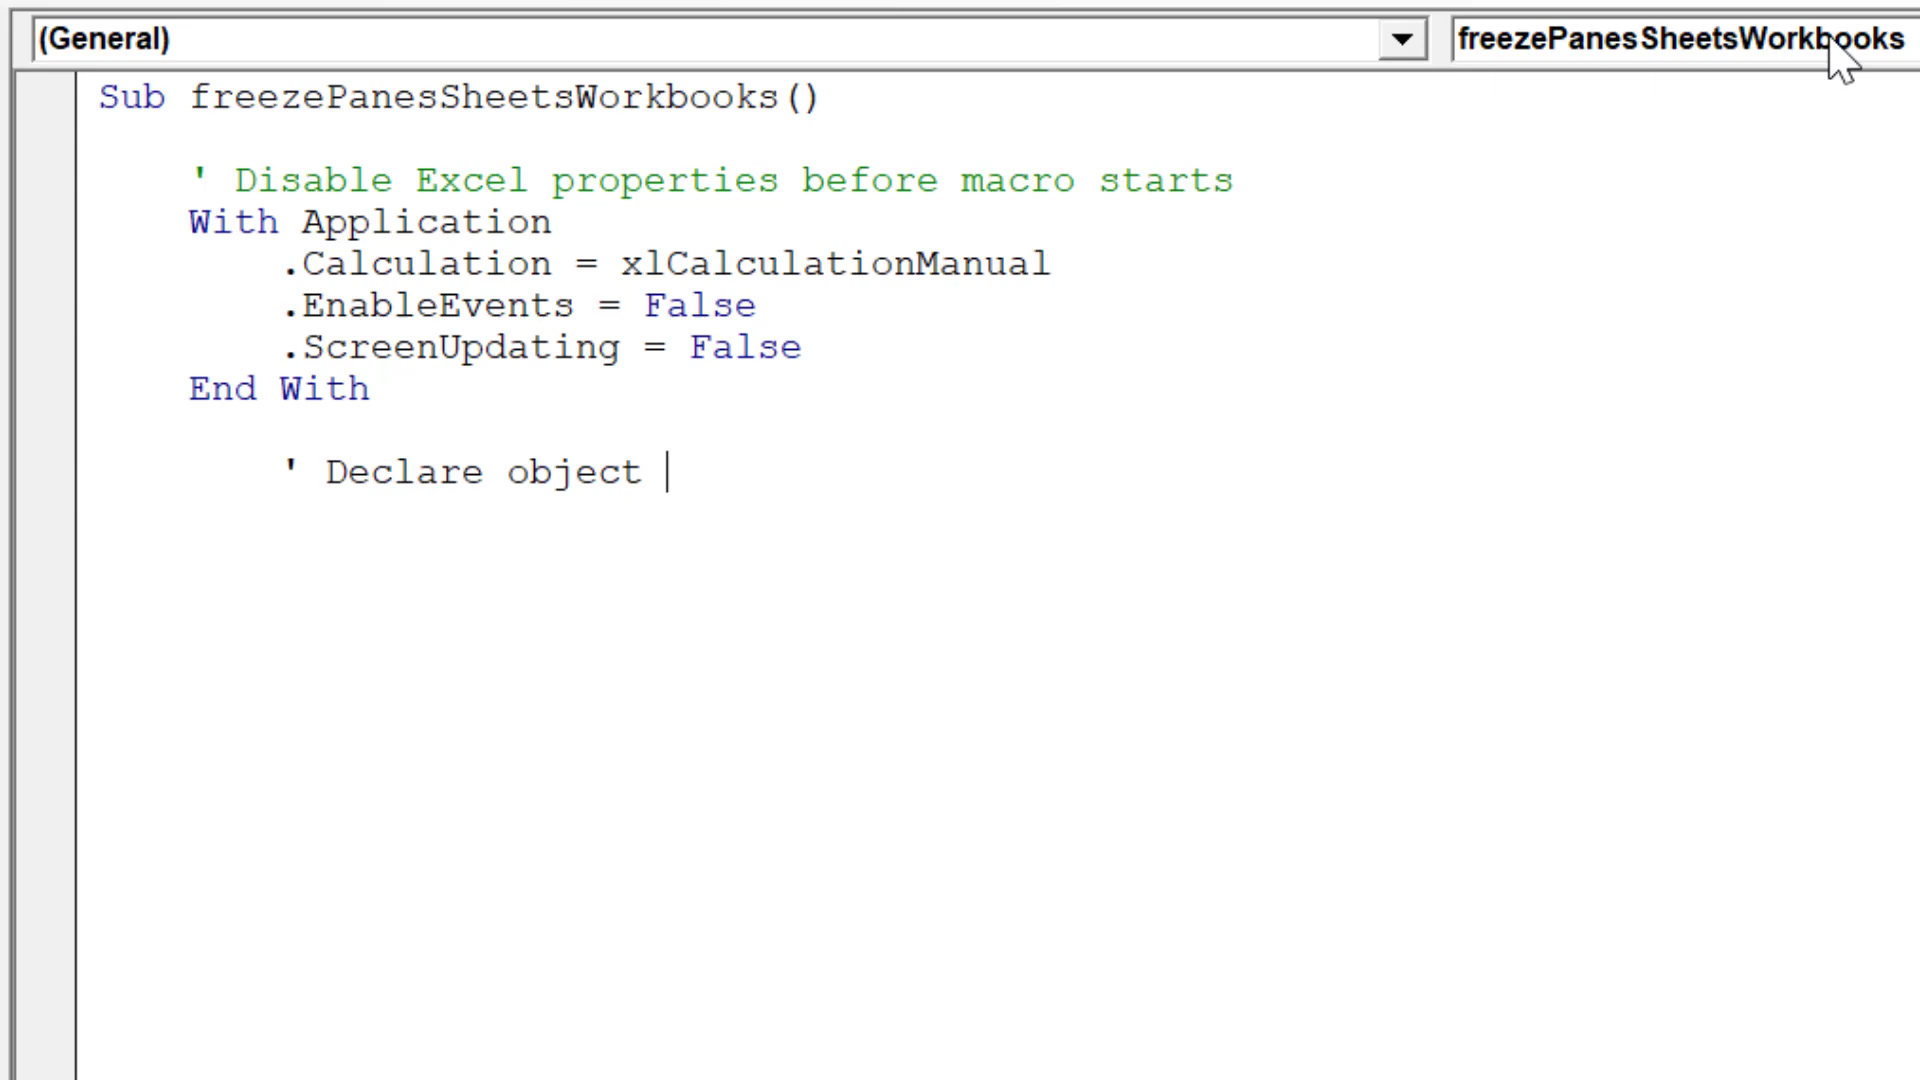 (General)
freezePanesSheetsWorkbooks
Sub freezePanesSheetsWorkbooks()
' Disable Excel properties before macro starts
With Application
.Calculation = xlCalculationManual
.EnableEvents = False
.ScreenUpdating = False
End With
' Declare object